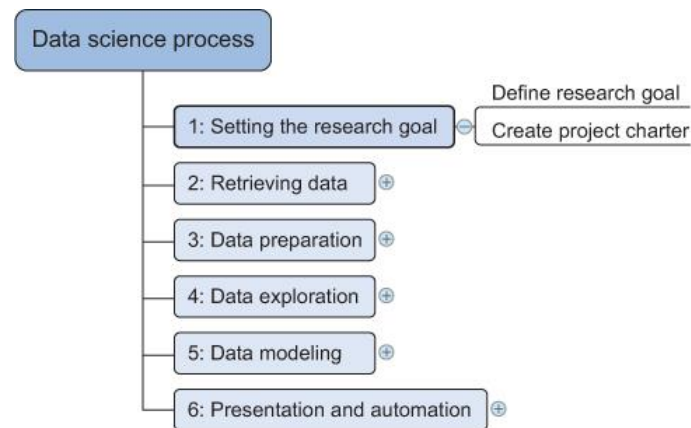 Data science process
1: Setting the research goal
Define research goal
Create project charter
2: Retrieving data
3: Data preparation
4: Data exploration
5: Data modeling
6: Presentation and automation